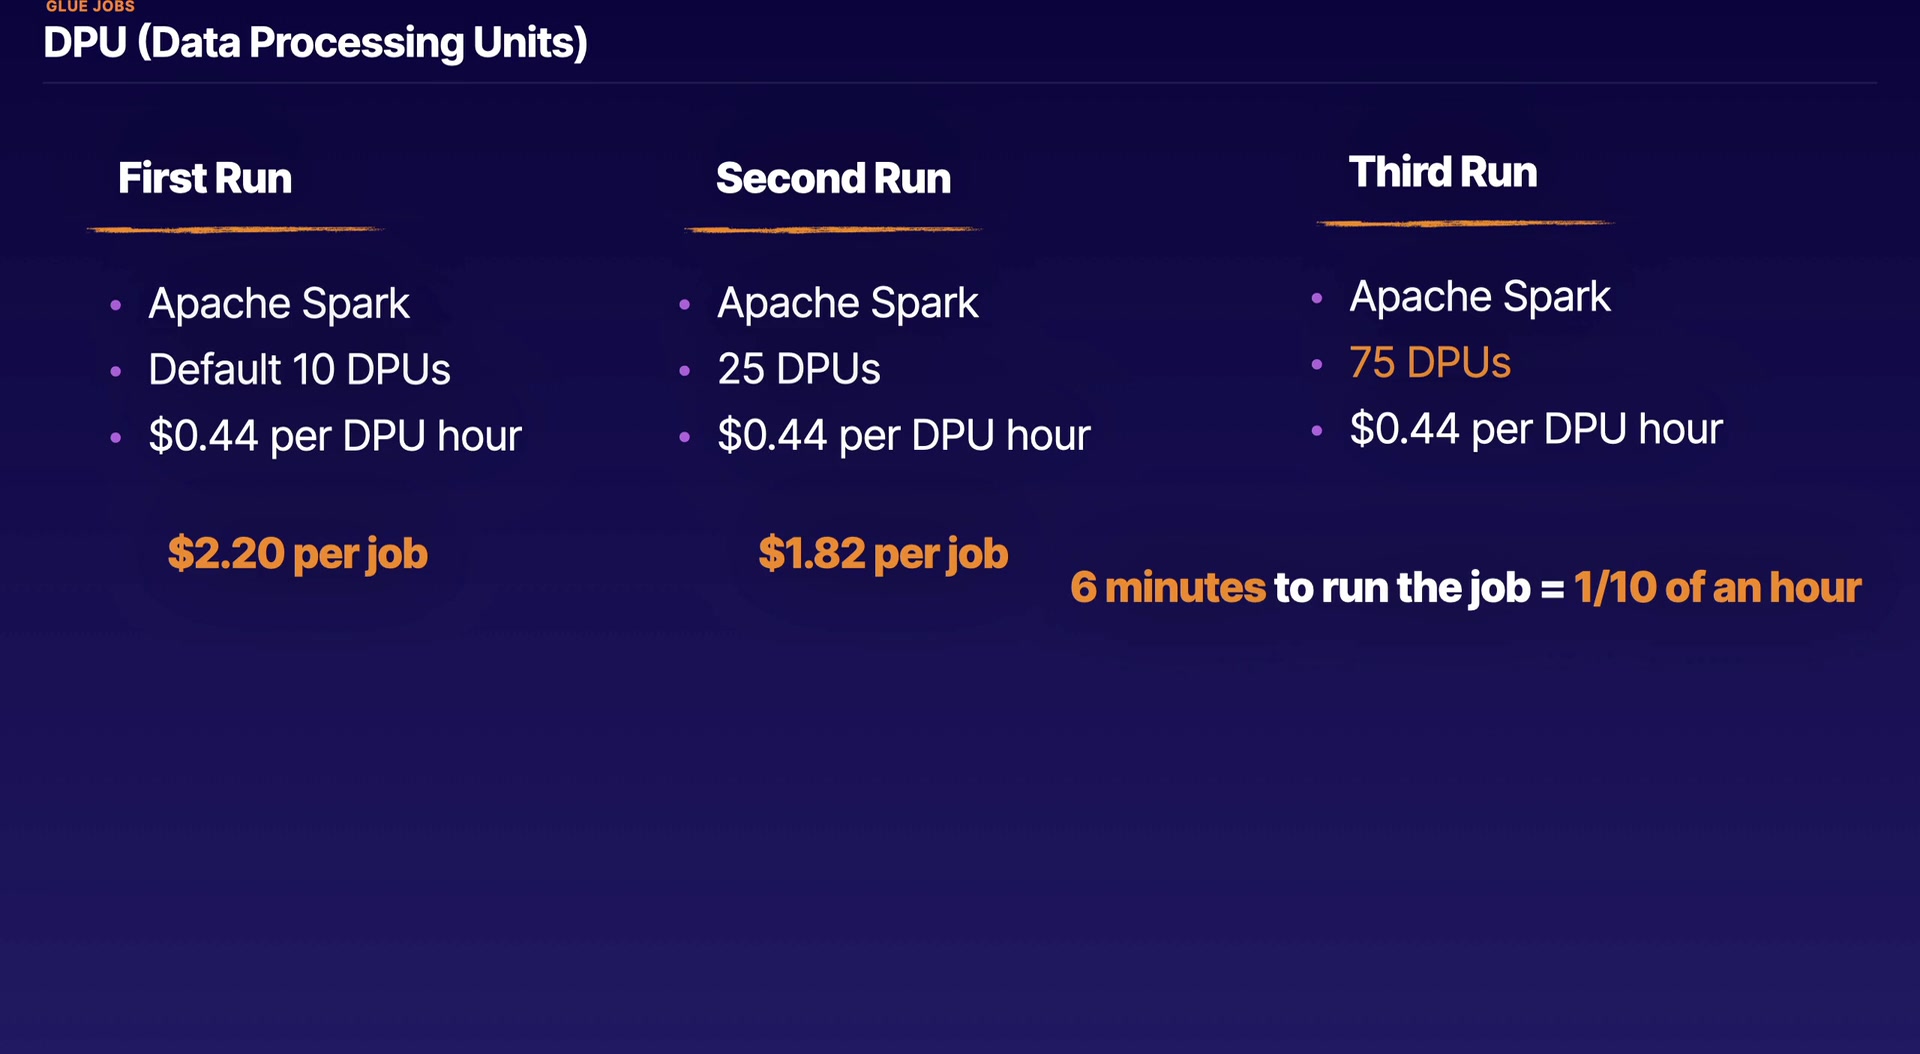 GLUE JOBS
DPU (Data Processing Units)
First Run
Apache Spark
Default 10 DPUs
$0.44 per DPU hour
$2.20 per job
Second Run
Apache Spark
25 DPUs
$0.44 per DPU hour
$1.82 per job
Third Run
Apache Spark
75 DPUs
$0.44 per DPU hour
6 minutes to run the job = 1/10 of an hour